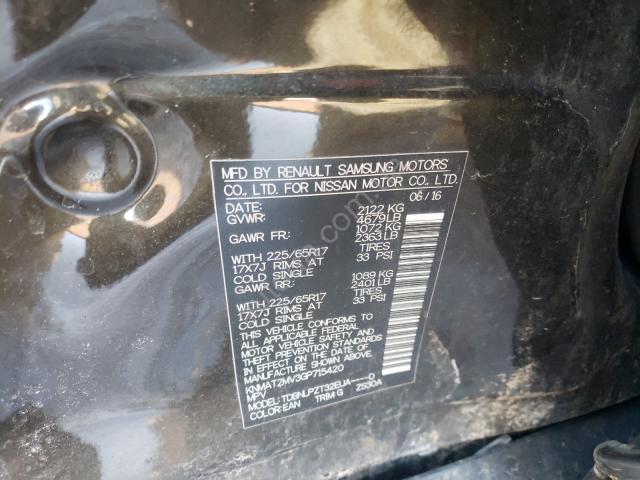 MFD BY RENAULT SAMSUNG MOTORS
CO., LTD. FOR NISSAN MOTOR CO., LTD.
DATE: 06/16
GVWR: 2122 KG
4679 LB
GAWR FR: 1072 KG
2363 LB
WITH 225/65R17 TIRES
17X7J RIMS AT 33 PSI
COLD SINGLE
GAWR RR: 1089 KG
2401 LB
WITH 225/65R17 TIRES
17X7J RIMS AT 33 PSI
COLD SINGLE
THIS VEHICLE CONFORMS TO
ALL APPLICABLE FEDERAL
MOTOR VEHICLE SAFETY AND
THEFT PREVENTION STANDARDS
IN EFFECT ON THE DATE OF
MANUFACTURE SHOWN ABOVE.
KNMAT2MV3GP715420
MPV
MODEL: TDBNLPZT32EUA----D
COLOR: EAN TRIM G ZS30A